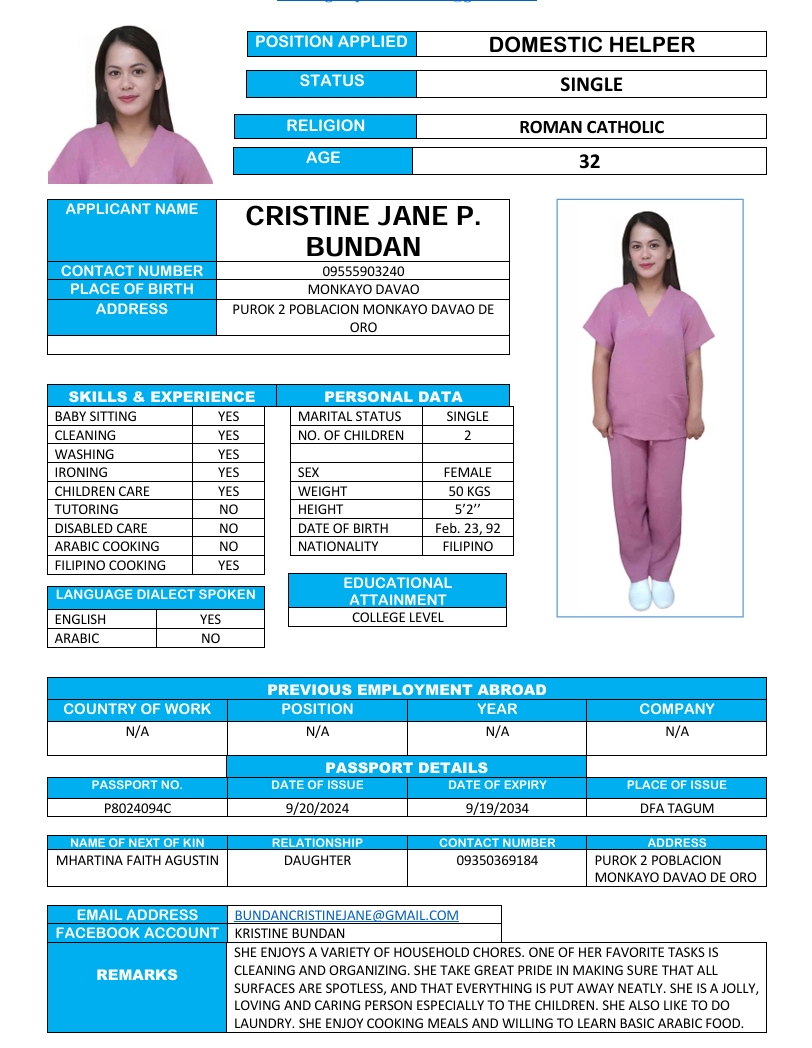 POSITION APPLIED DOMESTIC HELPER
STATUS SINGLE
RELIGION ROMAN CATHOLIC
AGE 32
APPLICANT NAME CRISTINE JANE P.
BUNDAN
CONTACT NUMBER 09555903240
PLACE OF BIRTH MONKAYO DAVAO
ADDRESS PUROK 2 POBLACION MONKAYO DAVAO DE
ORO
SKILLS & EXPERIENCE
BABY SITTING YES
CLEANING YES
WASHING YES
IRONING YES
CHILDREN CARE YES
TUTORING NO
DISABLED CARE NO
ARABIC COOKING NO
FILIPINO COOKING YES
PERSONAL DATA
MARITAL STATUS SINGLE
NO. OF CHILDREN 2
SEX FEMALE
WEIGHT 50 KGS
HEIGHT 5’2’’
DATE OF BIRTH Feb. 23, 92
NATIONALITY FILIPINO
LANGUAGE DIALECT SPOKEN
ENGLISH YES
ARABIC NO
EDUCATIONAL
ATTAINMENT
COLLEGE LEVEL
PREVIOUS EMPLOYMENT ABROAD
COUNTRY OF WORK POSITION YEAR COMPANY
N/A N/A N/A N/A
PASSPORT DETAILS
PASSPORT NO. DATE OF ISSUE DATE OF EXPIRY PLACE OF ISSUE
P8024094C 9/20/2024 9/19/2034 DFA TAGUM
NAME OF NEXT OF KIN RELATIONSHIP CONTACT NUMBER ADDRESS
MHARTINA FAITH AGUSTIN DAUGHTER 09350369184 PUROK 2 POBLACION
MONKAYO DAVAO DE ORO
EMAIL ADDRESS BUNDANCRISTINEJANE@GMAIL.COM
FACEBOOK ACCOUNT KRISTINE BUNDAN
REMARKS
SHE ENJOYS A VARIETY OF HOUSEHOLD CHORES. ONE OF HER FAVORITE TASKS IS
CLEANING AND ORGANIZING. SHE TAKE GREAT PRIDE IN MAKING SURE THAT ALL
SURFACES ARE SPOTLESS, AND THAT EVERYTHING IS PUT AWAY NEATLY. SHE IS A JOLLY,
LOVING AND CARING PERSON ESPECIALLY TO THE CHILDREN. SHE ALSO LIKE TO DO
LAUNDRY. SHE ENJOY COOKING MEALS AND WILLING TO LEARN BASIC ARABIC FOOD.